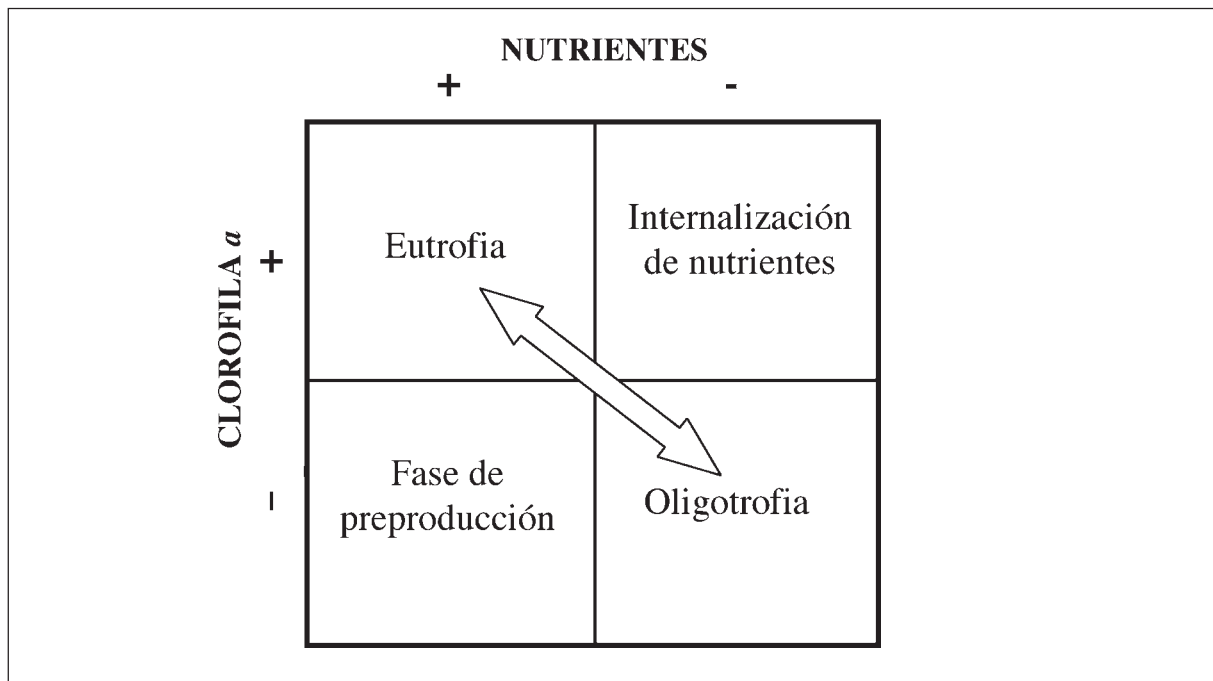 NUTRIENTES
+ -
CLOROFILA a
+
-
Eutrofia
Internalización
de nutrientes
Fase de
preproducción
Oligotrofia